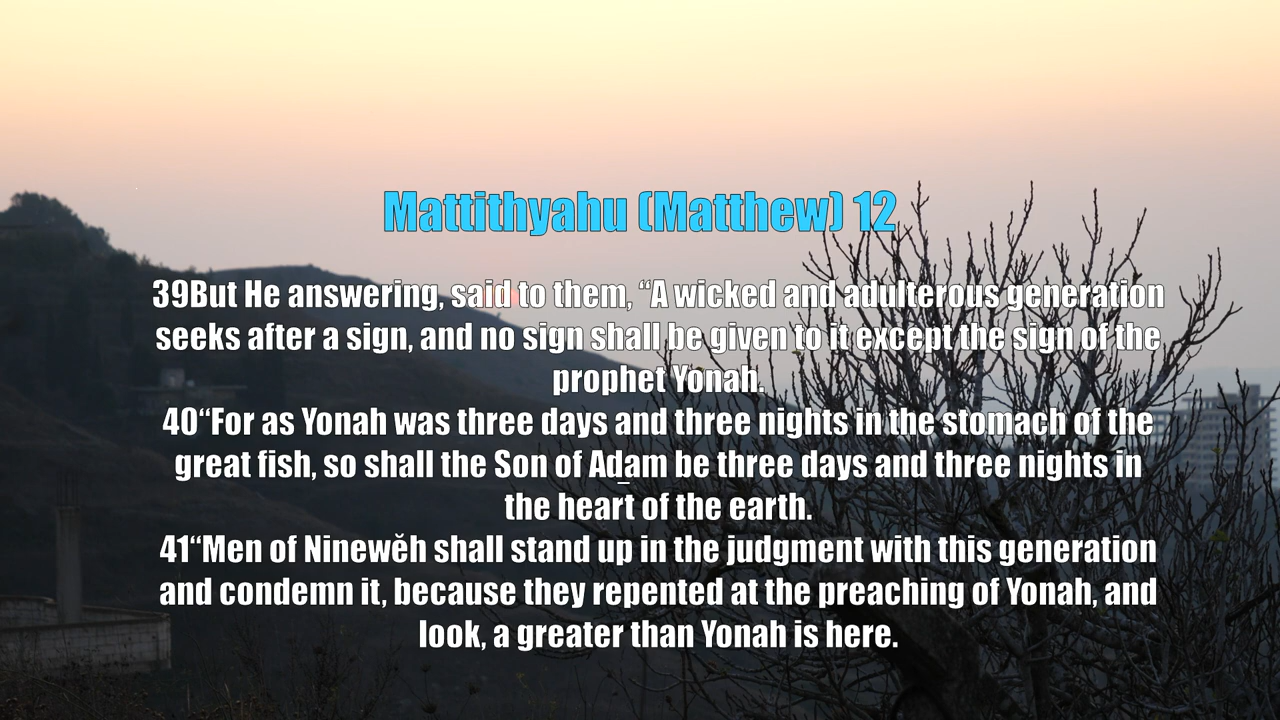 Mattithyahu (Matthew) 12
39But He answering, said to them, “A wicked and adulterous generation
seeks after a sign, and no sign shall be given to it except the sign of the
prophet Yonah.
40“For as Yonah was three days and three nights in the stomach of the
great fish, so shall the Son of Aḏam be three days and three nights in
the heart of the earth.
41“Men of Ninewĕh shall stand up in the judgment with this generation
and condemn it, because they repented at the preaching of Yonah, and
look, a greater than Yonah is here.